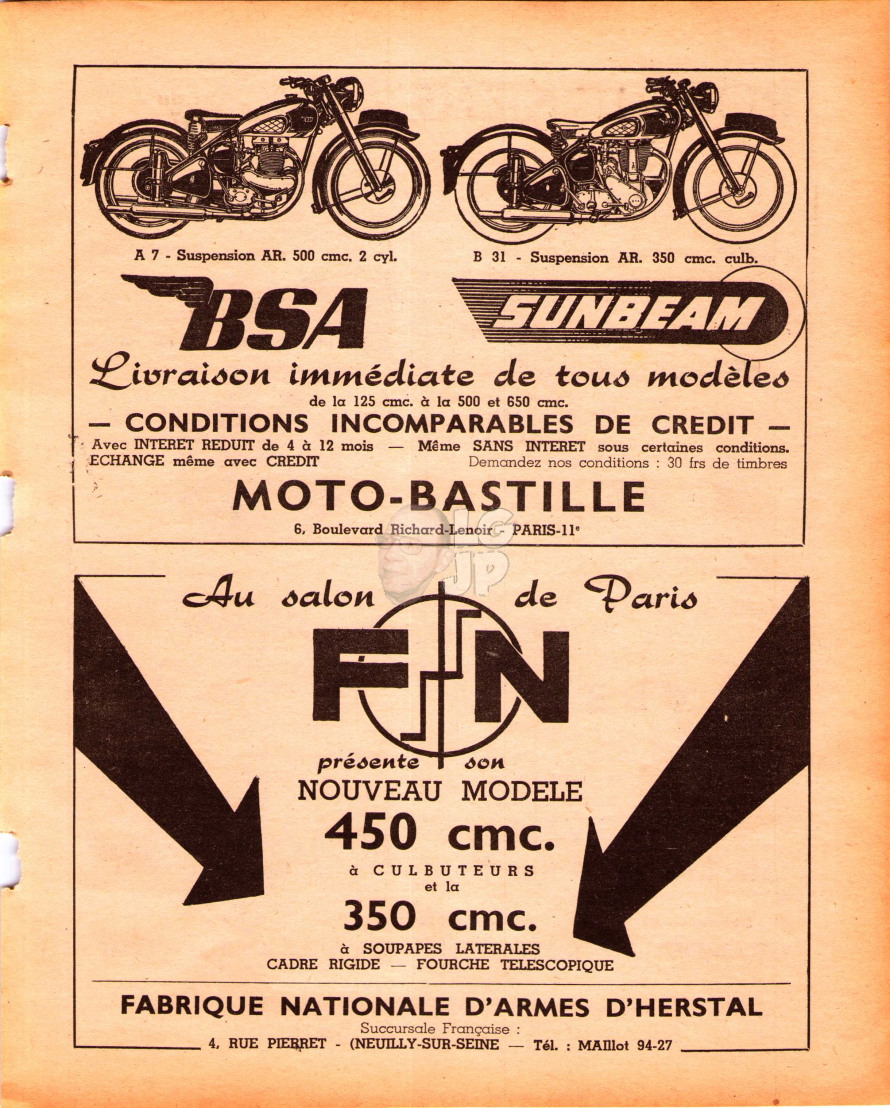 A 7 - Suspension AR. 500 cmc. 2 cyl.
B 31 - Suspension AR. 350 cmc. culb.
BSA
SUNBEAM
Livraison immédiate de tous modèles
de la 125 cmc. à la 500 et 650 cmc.
— CONDITIONS INCOMPARABLES DE CREDIT —
Avec INTERET REDUIT de 4 à 12 mois — Même SANS INTERET sous certaines conditions.
ECHANGE même avec CREDIT
Demandez nos conditions : 30 frs de timbres
MOTO-BASTILLE
6, Boulevard Richard-Lenoir - PARIS-11e
LC
JP
Au salon de Paris
FN
présente son
NOUVEAU MODELE
450 cmc.
à CULBUTEURS
et la
350 cmc.
à SOUPAPES LATERALES
CADRE RIGIDE — FOURCHE TELESCOPIQUE
FABRIQUE NATIONALE D'ARMES D'HERSTAL
Succursale Française :
4, RUE PIERRET - (NEUILLY-SUR-SEINE — Tél. : MAIllot 94-27